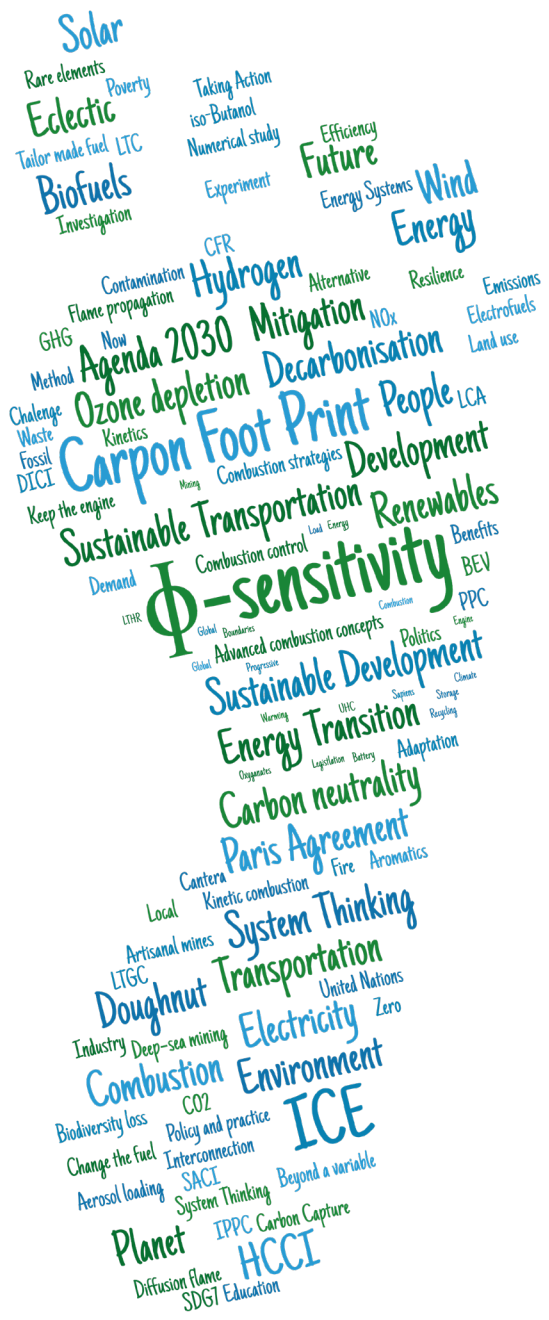 Solar
Rare elements
Poverty
Taking Action
Eclectic
iso-Butanol
Tailor made fuel
LTC
Numerical study
Efficiency
Future
Biofuels
Experiment
Energy Systems
Wind
Investigation
Energy
CFR
Contamination
Hydrogen
Alternative
Resilience
Emissions
Flame propagation
Electrofuels
GHG
Now
Agenda 2030
Mitigation
NOx
Land use
Method
Decarbonisation
Chalenge
Ozone depletion
People
LCA
Waste
Kinetics
Carpon Foot Print
Fossil
DICI
Mining
Combustion strategies
Development
Keep the engine
Sustainable Transportation
Renewables
Load
Energy
Combustion control
Benefits
Demand
Φ-sensitivity
BEV
LTHR
Combustion
PPC
Global
Boundaries
Engine
Global
Advanced combustion concepts
Politics
Progressive
Sustainable Development
Climate
Sapiens
Storage
Warming
UHC
Recycling
Energy Transition
Adaptation
Oxyganates
Legistlation
Battery
Carbon neutrality
Paris Agreement
Cantera
Kinetic combustion
Fire
Aromatics
Local
System Thinking
Artisanal mines
LTGC
Transportation
Doughnut
United Nations
Industry
Deep-sea mining
Electricity
Zero
Combustion
Environment
Biodiversity loss
CO2
Policy and practice
ICE
Change the fuel
Interconnection
Aerosol loading
SACI
Beyond a variable
System Thinking
Planet
IPPC
Carbon Capture
HCCI
Diffusion flame
SDG7
Education